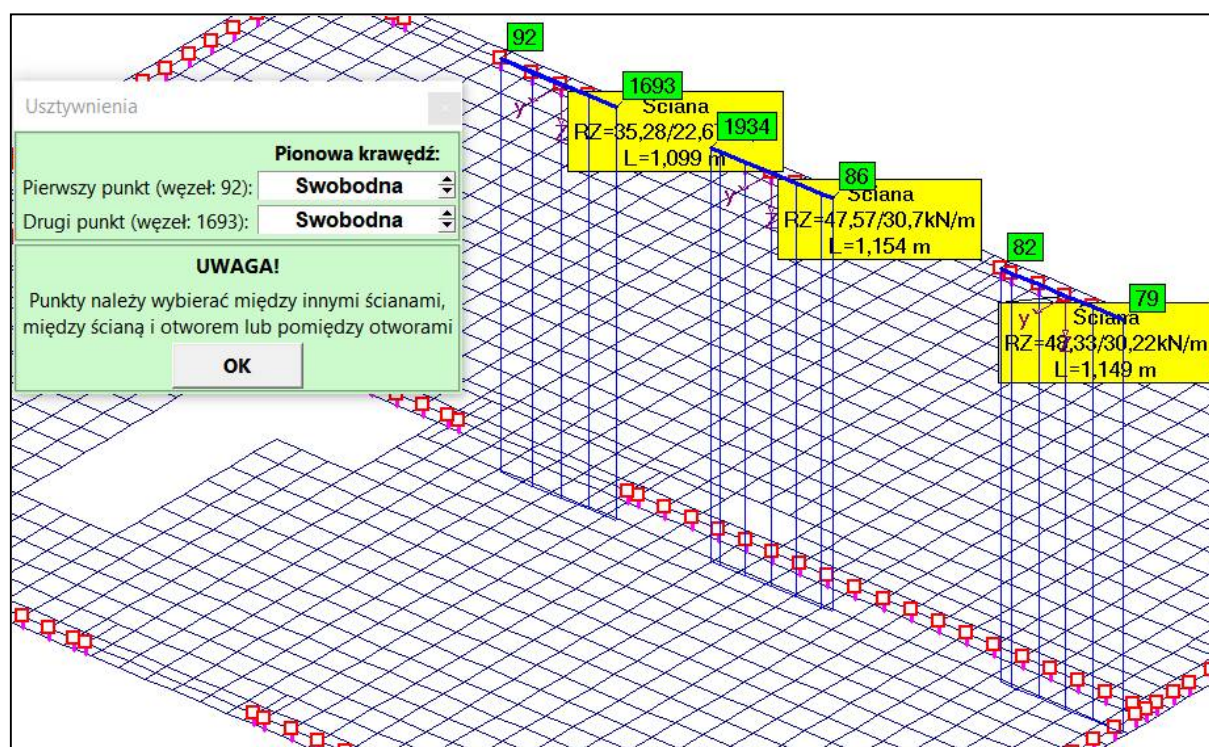 Usztywnienia
Pionowa krawędź:
Pierwszy punkt (węzeł: 92): Swobodna
Drugi punkt (węzeł: 1693): Swobodna
UWAGA!
Punkty należy wybierać między innymi ścianami,
między ścianą i otworem lub pomiędzy otworami
OK
92
1693
Ściana
RZ=35,28/22,6
L=1,099 m
y
Z
1934
86
Ściana
RZ=47,57/30,7kN/m
L=1,154 m
y
Z
82
79
Ściana
RZ=48,33/30,22kN/m
L=1,149 m
y
Z